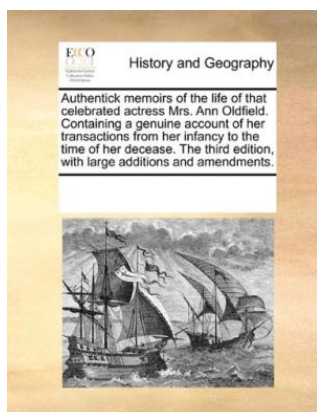 ECCO
History and Geography
Authentick memoirs of the life of that
celebrated actress Mrs. Ann Oldfield.
Containing a genuine account of her
transactions from her infancy to the
time of her decease. The third edition,
with large additions and amendments.